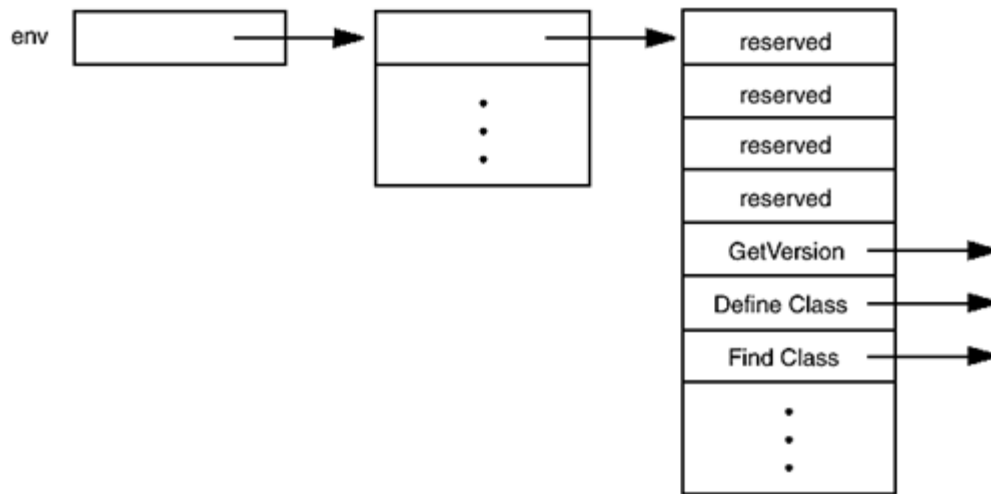 env
reserved
reserved
reserved
reserved
GetVersion
Define Class
Find Class